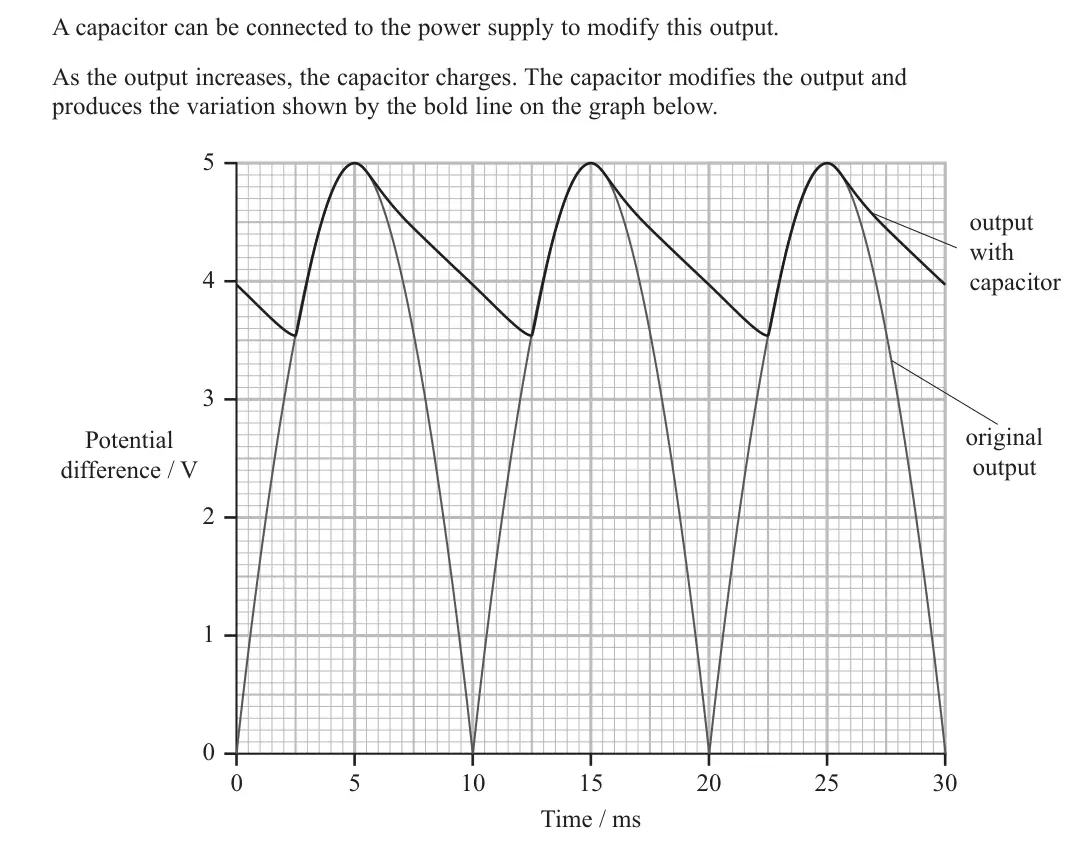 A capacitor can be connected to the power supply to modify this output.
As the output increases, the capacitor charges. The capacitor modifies the output and
produces the variation shown by the bold line on the graph below.
5
4
3
2
1
0
Potential
difference / V
output
with
capacitor
original
output
0 5 10 15 20 25 30
Time / ms